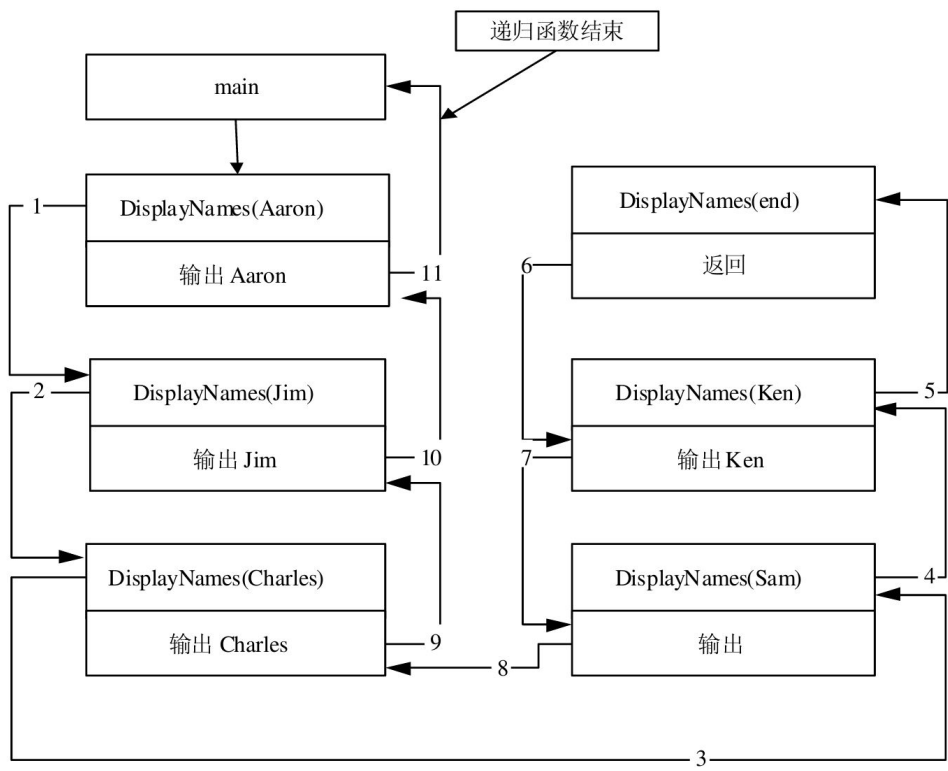 递归函数结束
main
DisplayNames(Aaron)
输出 Aaron
1
11
DisplayNames(end)
返回
6
DisplayNames(Jim)
输出 Jim
2
10
DisplayNames(Ken)
输出 Ken
5
7
DisplayNames(Charles)
输出 Charles
9
DisplayNames(Sam)
输出
4
8
3